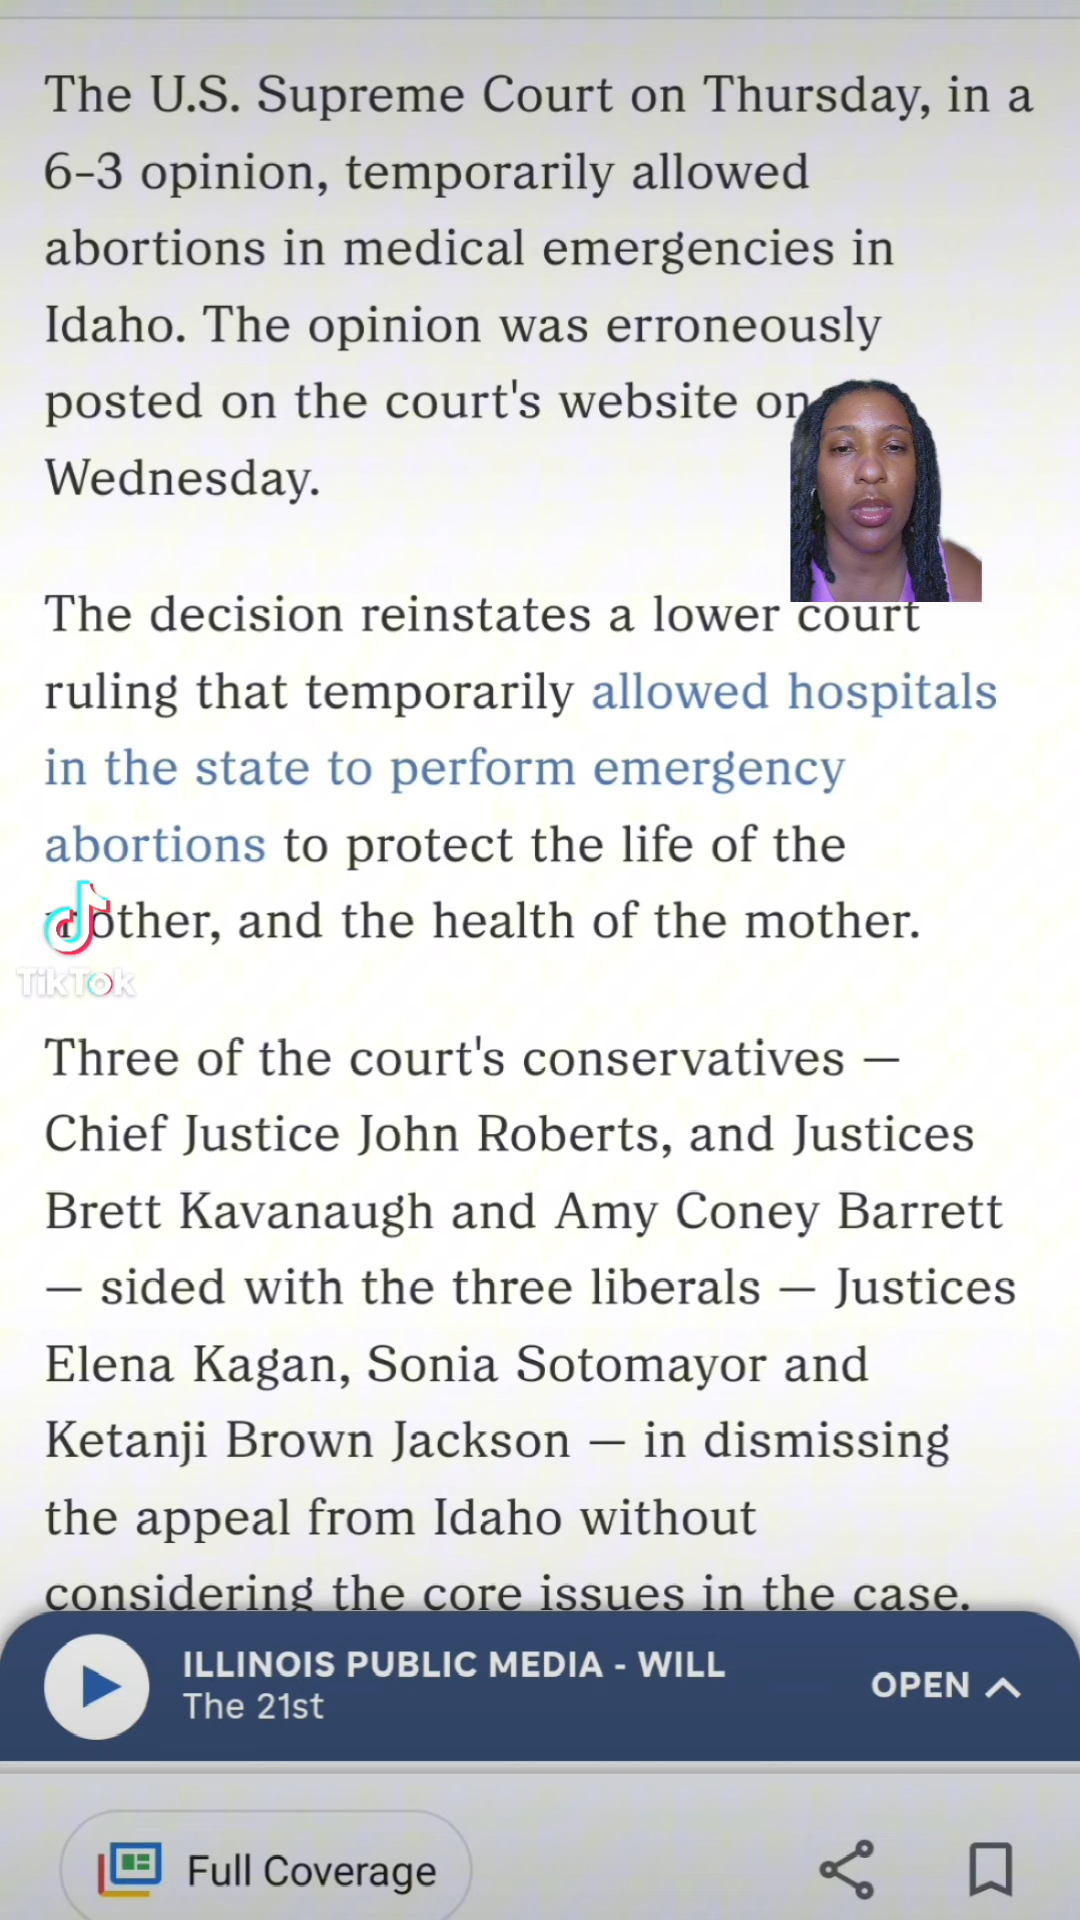 The U.S. Supreme Court on Thursday, in a
6–3 opinion, temporarily allowed
abortions in medical emergencies in
Idaho. The opinion was erroneously
posted on the court's website on
Wednesday.
The decision reinstates a lower court
ruling that temporarily allowed hospitals
in the state to perform emergency
abortions to protect the life of the
mother, and the health of the mother.
TikTok
Three of the court's conservatives —
Chief Justice John Roberts, and Justices
Brett Kavanaugh and Amy Coney Barrett
— sided with the three liberals — Justices
Elena Kagan, Sonia Sotomayor and
Ketanji Brown Jackson — in dismissing
the appeal from Idaho without
considering the core issues in the case.
ILLINOIS PUBLIC MEDIA - WILL
The 21st
OPEN
Full Coverage